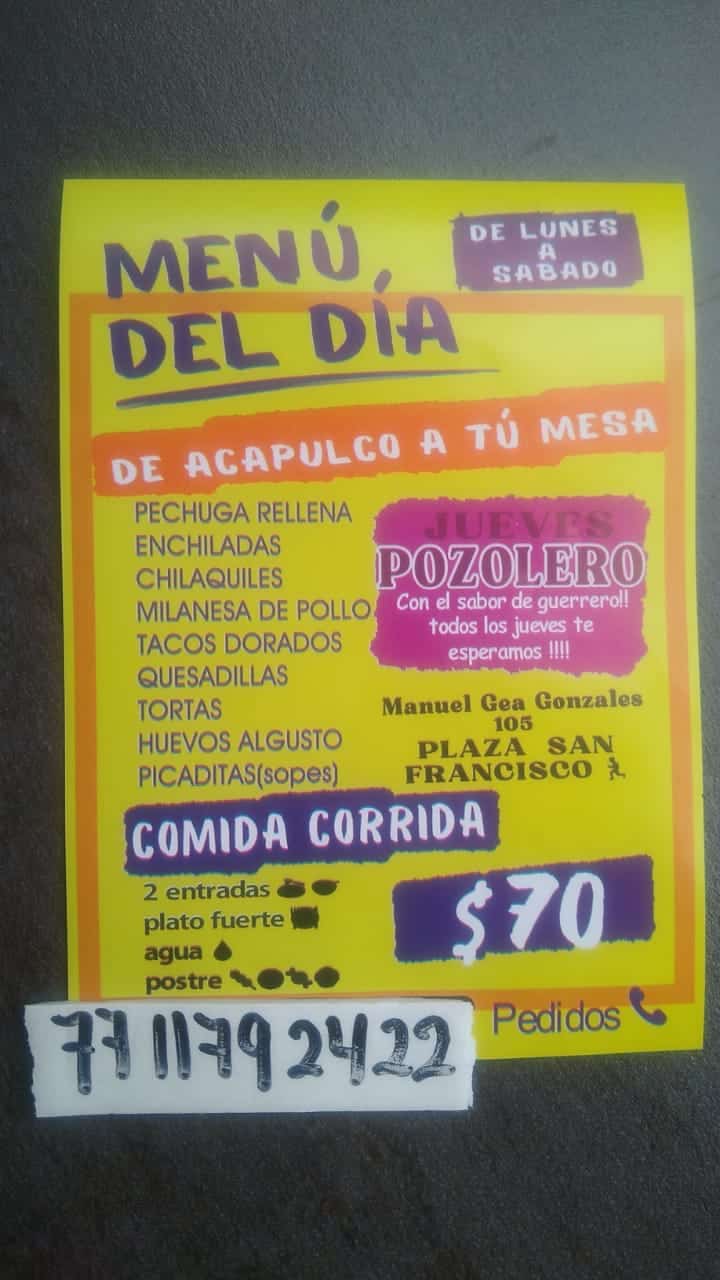 MENÚ
DEL DÍA
DE LUNES
A
SABADO
DE ACAPULCO A TÚ MESA
PECHUGA RELLENA
ENCHILADAS
CHILAQUILES
MILANESA DE POLLO
TACOS DORADOS
QUESADILLAS
TORTAS
HUEVOS ALGUSTO
PICADITAS(sopes)
JUEVES
POZOLERO
Con el sabor de guerrero!!
todos los jueves te
esperamos !!!!
Manuel Gea Gonzales
105
PLAZA SAN
FRANCISCO
COMIDA CORRIDA
2 entradas
plato fuerte
agua
postre
$70
Pedidos
77 11792422